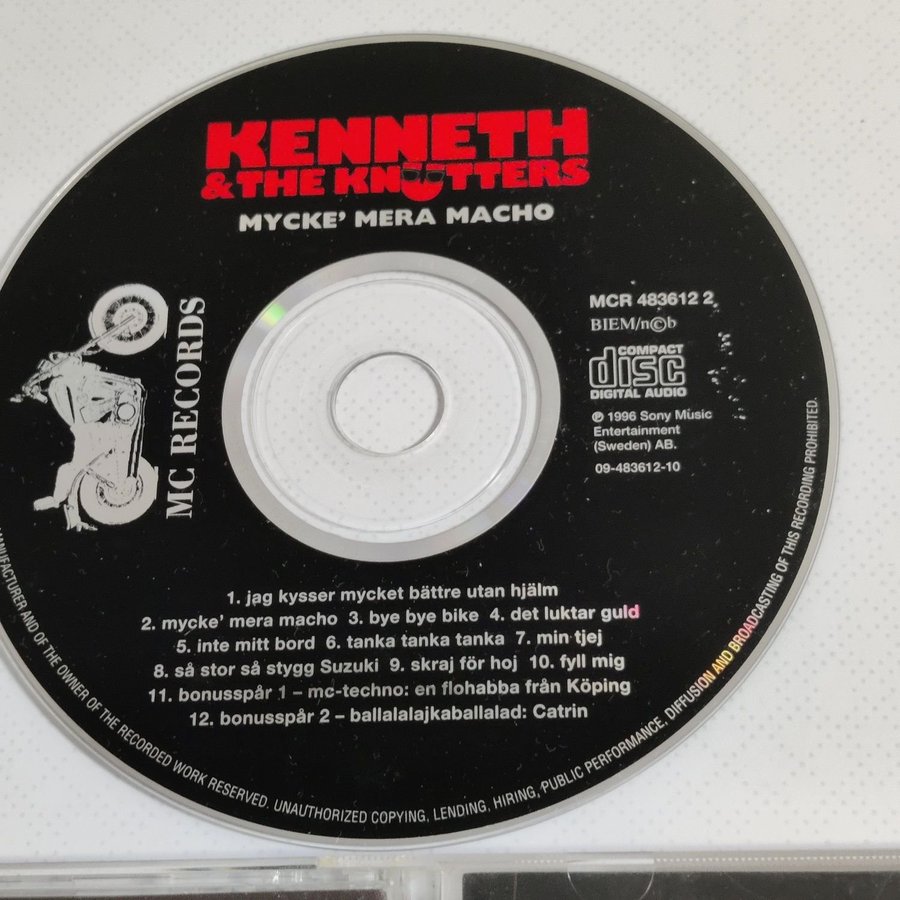 KENNETH
& THE KNUTTERS
MYCKE' MERA MACHO
MC RECORDS
MCR 483612 2
BIEM/n©b
COMPACT
disc
DIGITAL AUDIO
℗ 1996 Sony Music
Entertainment
(Sweden) AB.
09-483612-10
1. jag kysser mycket bättre utan hjälm
2. mycke' mera macho 3. bye bye bike 4. det luktar guld
5. inte mitt bord 6. tanka tanka tanka 7. min tjej
8. så stor så stygg Suzuki 9. skraj för hoj 10. fyll mig
11. bonusspår 1 – mc-techno: en flohabba från Köping
12. bonusspår 2 – ballalalajkaballalad: Catrin
MANUFACTURER AND OF THE OWNER OF THE RECORDED WORK RESERVED. UNAUTHORIZED COPYING, LENDING, HIRING, PUBLIC PERFORMANCE, DIFFUSION AND BROADCASTING OF THIS RECORDING PROHIBITED.